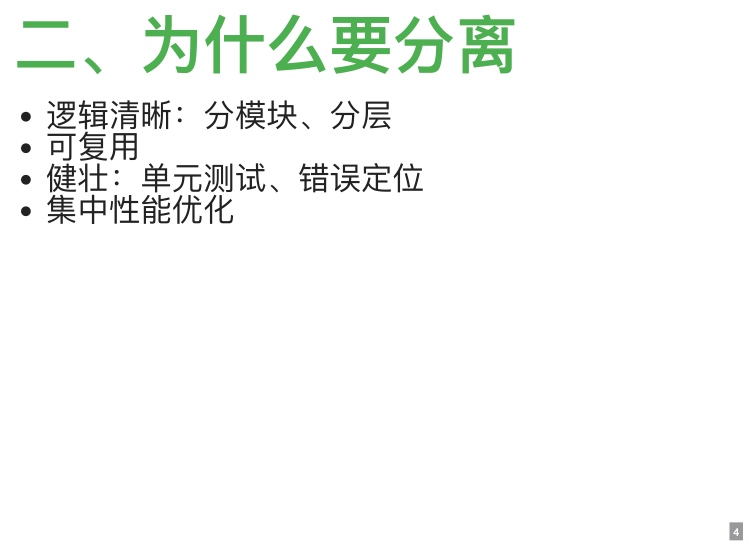 二、为什么要分离
• 逻辑清晰：分模块、分层
• 可复用
• 健壮：单元测试、错误定位
• 集中性能优化
4